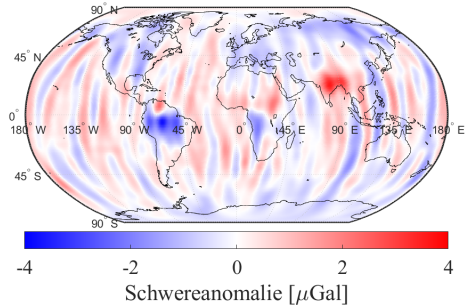 90° N
45° N
0°
180° W 135° W 90° W 45° W 0° 45° E 90° E 135° E 180° E
45° S
90° S
-4 -2 0 2 4
Schwereanomalie [μGal]